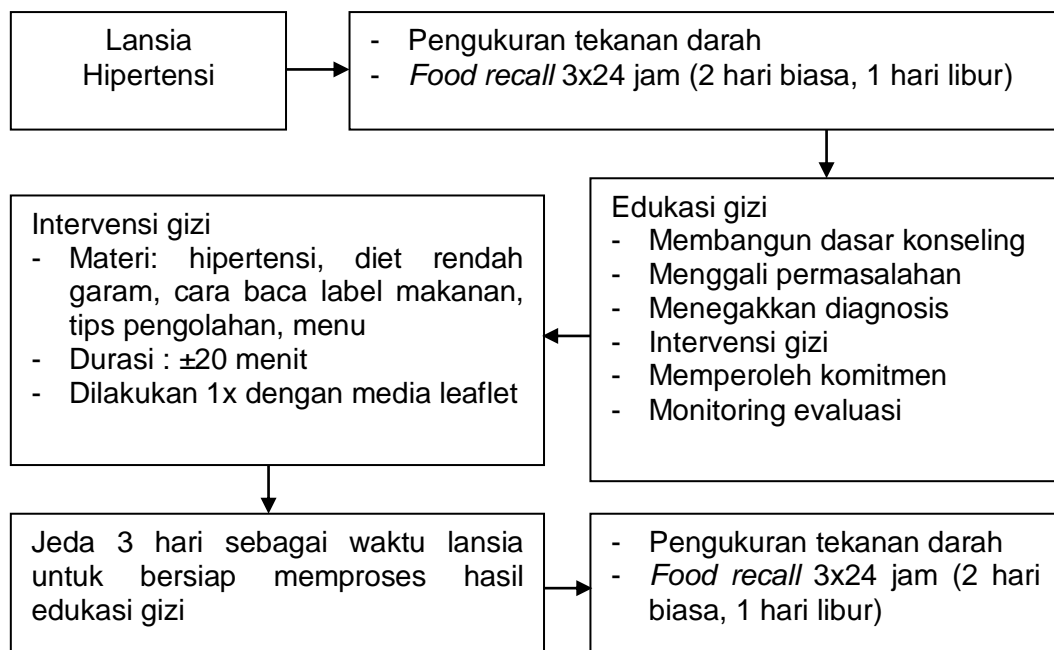 Lansia
Hipertensi
- Pengukuran tekanan darah
- Food recall 3x24 jam (2 hari biasa, 1 hari libur)
Edukasi gizi
- Membangun dasar konseling
- Menggali permasalahan
- Menegakkan diagnosis
- Intervensi gizi
- Memperoleh komitmen
- Monitoring evaluasi
Intervensi gizi
- Materi: hipertensi, diet rendah
garam, cara baca label makanan,
tips pengolahan, menu
- Durasi : ±20 menit
- Dilakukan 1x dengan media leaflet
Jeda 3 hari sebagai waktu lansia
untuk bersiap memproses hasil
edukasi gizi
- Pengukuran tekanan darah
- Food recall 3x24 jam (2 hari
biasa, 1 hari libur)